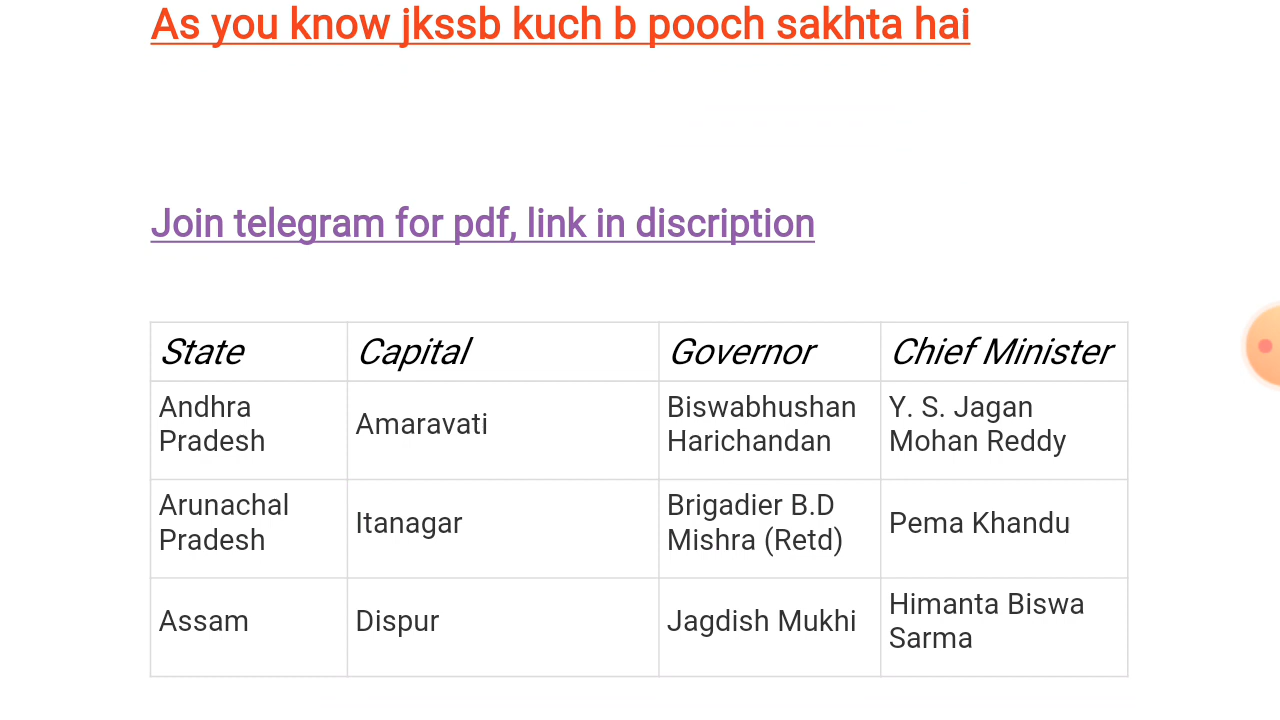 As you know jkssb kuch b pooch sakhta hai
Join telegram for pdf, link in discription
State Capital Governor Chief Minister
Andhra Pradesh Amaravati Biswabhushan Harichandan Y. S. Jagan Mohan Reddy
Arunachal Pradesh Itanagar Brigadier B.D Mishra (Retd) Pema Khandu
Assam Dispur Jagdish Mukhi Himanta Biswa Sarma